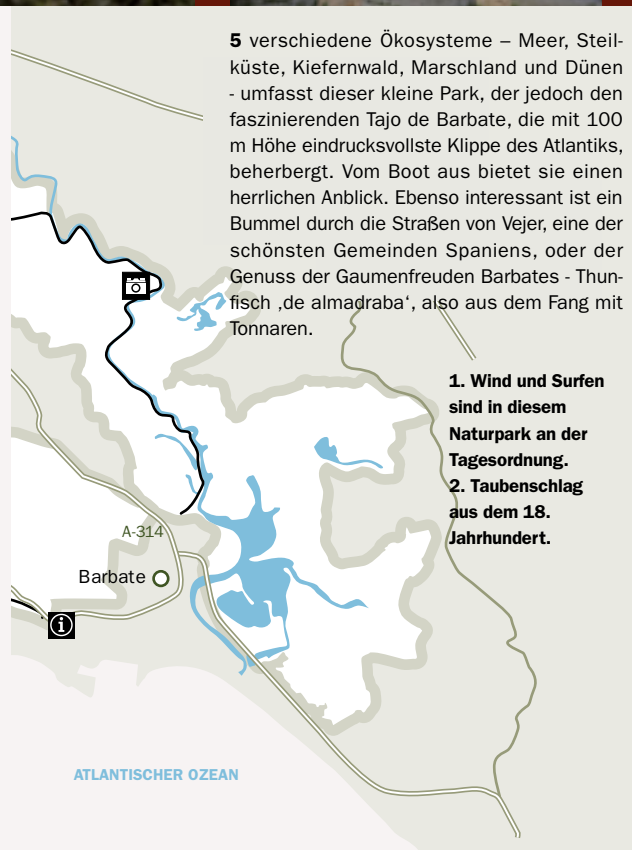 5 verschiedene Ökosysteme – Meer, Steil-
küste, Kiefernwald, Marschland und Dünen
- umfasst dieser kleine Park, der jedoch den
faszinierenden Tajo de Barbate, die mit 100
m Höhe eindrucksvollste Klippe des Atlantiks,
beherbergt. Vom Boot aus bietet sie einen
herrlichen Anblick. Ebenso interessant ist ein
Bummel durch die Straßen von Vejer, eine der
schönsten Gemeinden Spaniens, oder der
Genuss der Gaumenfreuden Barbates - Thun-
fisch ‚de almadraba‘, also aus dem Fang mit
Tonnaren.
1. Wind und Surfen
sind in diesem
Naturpark an der
Tagesordnung.
2. Taubenschlag
aus dem 18.
Jahrhundert.
A-314
Barbate
i
ATLANTISCHER OZEAN